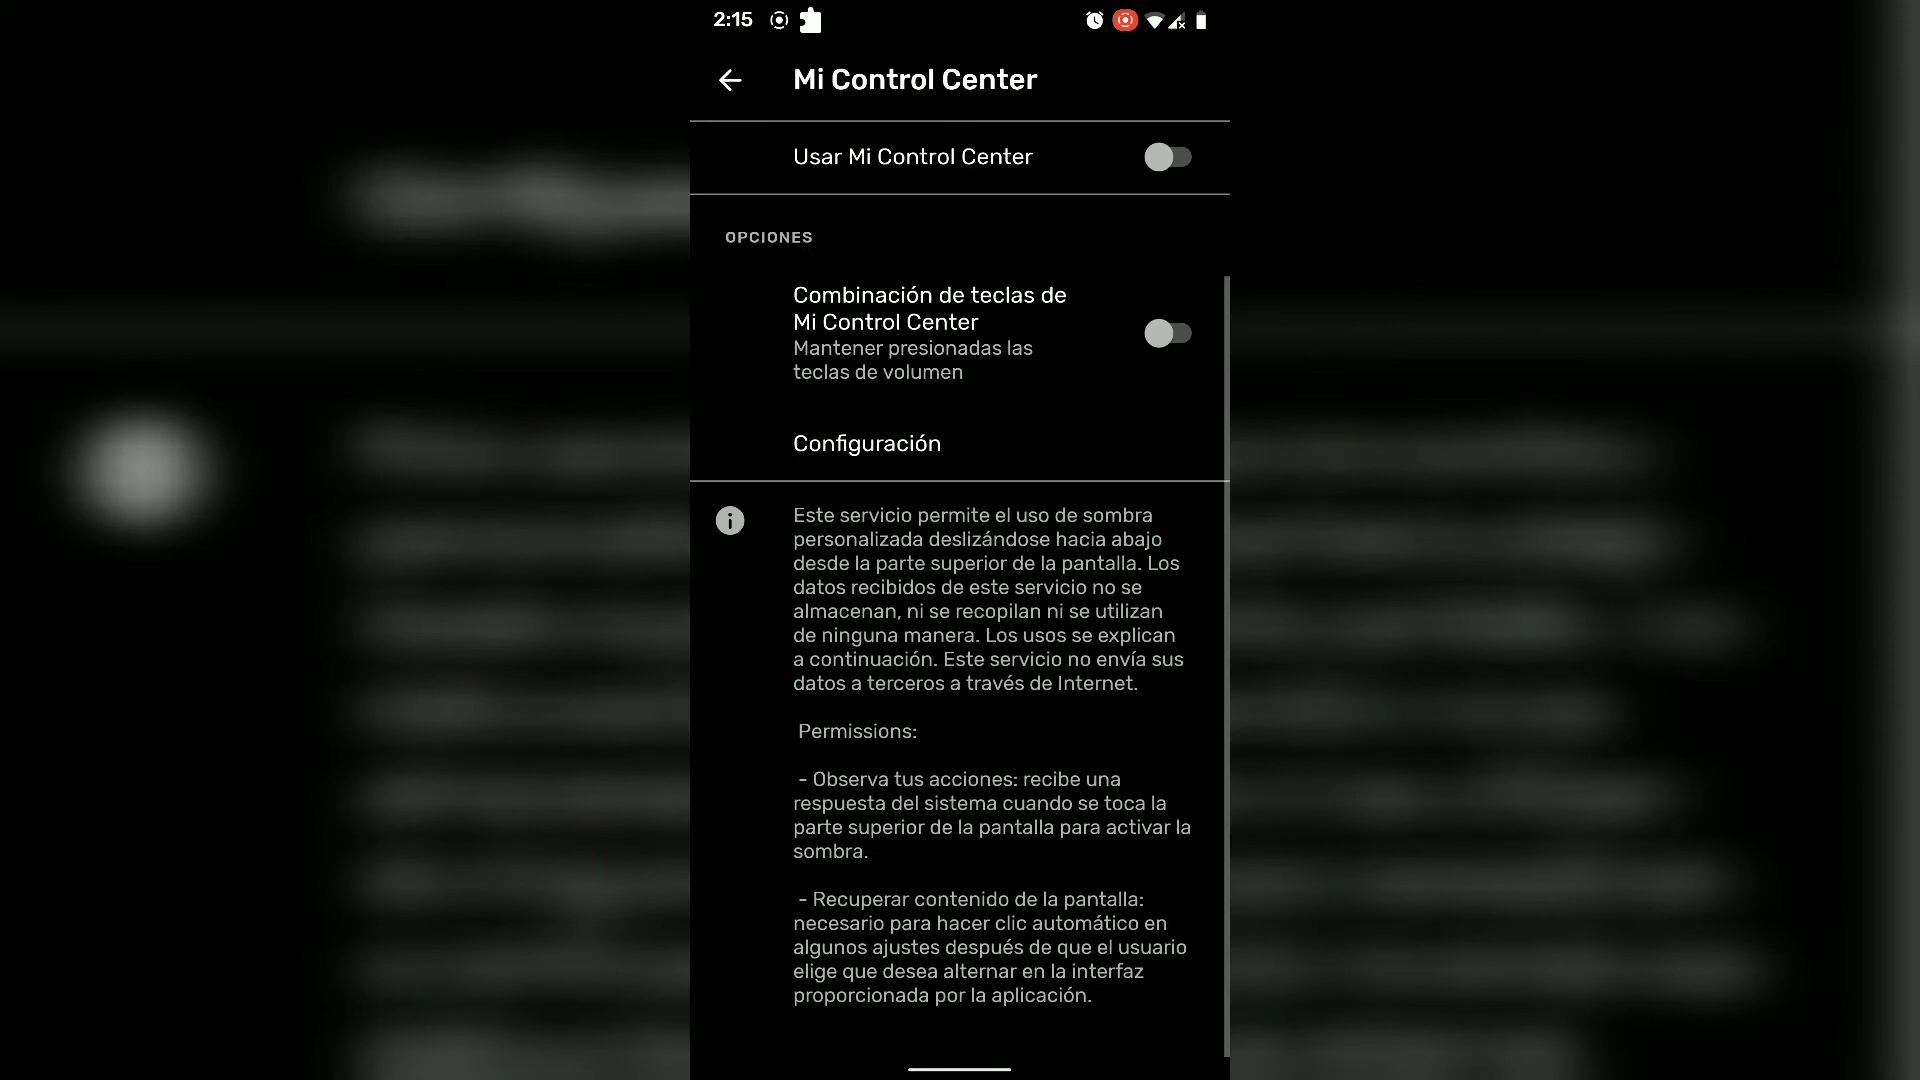 2:15
Mi Control Center
Usar Mi Control Center
OPCIONES
Combinación de teclas de
Mi Control Center
Mantener presionadas las
teclas de volumen
Configuración
Este servicio permite el uso de sombra
personalizada deslizándose hacia abajo
desde la parte superior de la pantalla. Los
datos recibidos de este servicio no se
almacenan, ni se recopilan ni se utilizan
de ninguna manera. Los usos se explican
a continuación. Este servicio no envía sus
datos a terceros a través de Internet.
Permissions:
- Observa tus acciones: recibe una
respuesta del sistema cuando se toca la
parte superior de la pantalla para activar la
sombra.
- Recuperar contenido de la pantalla:
necesario para hacer clic automático en
algunos ajustes después de que el usuario
elige que desea alternar en la interfaz
proporcionada por la aplicación.